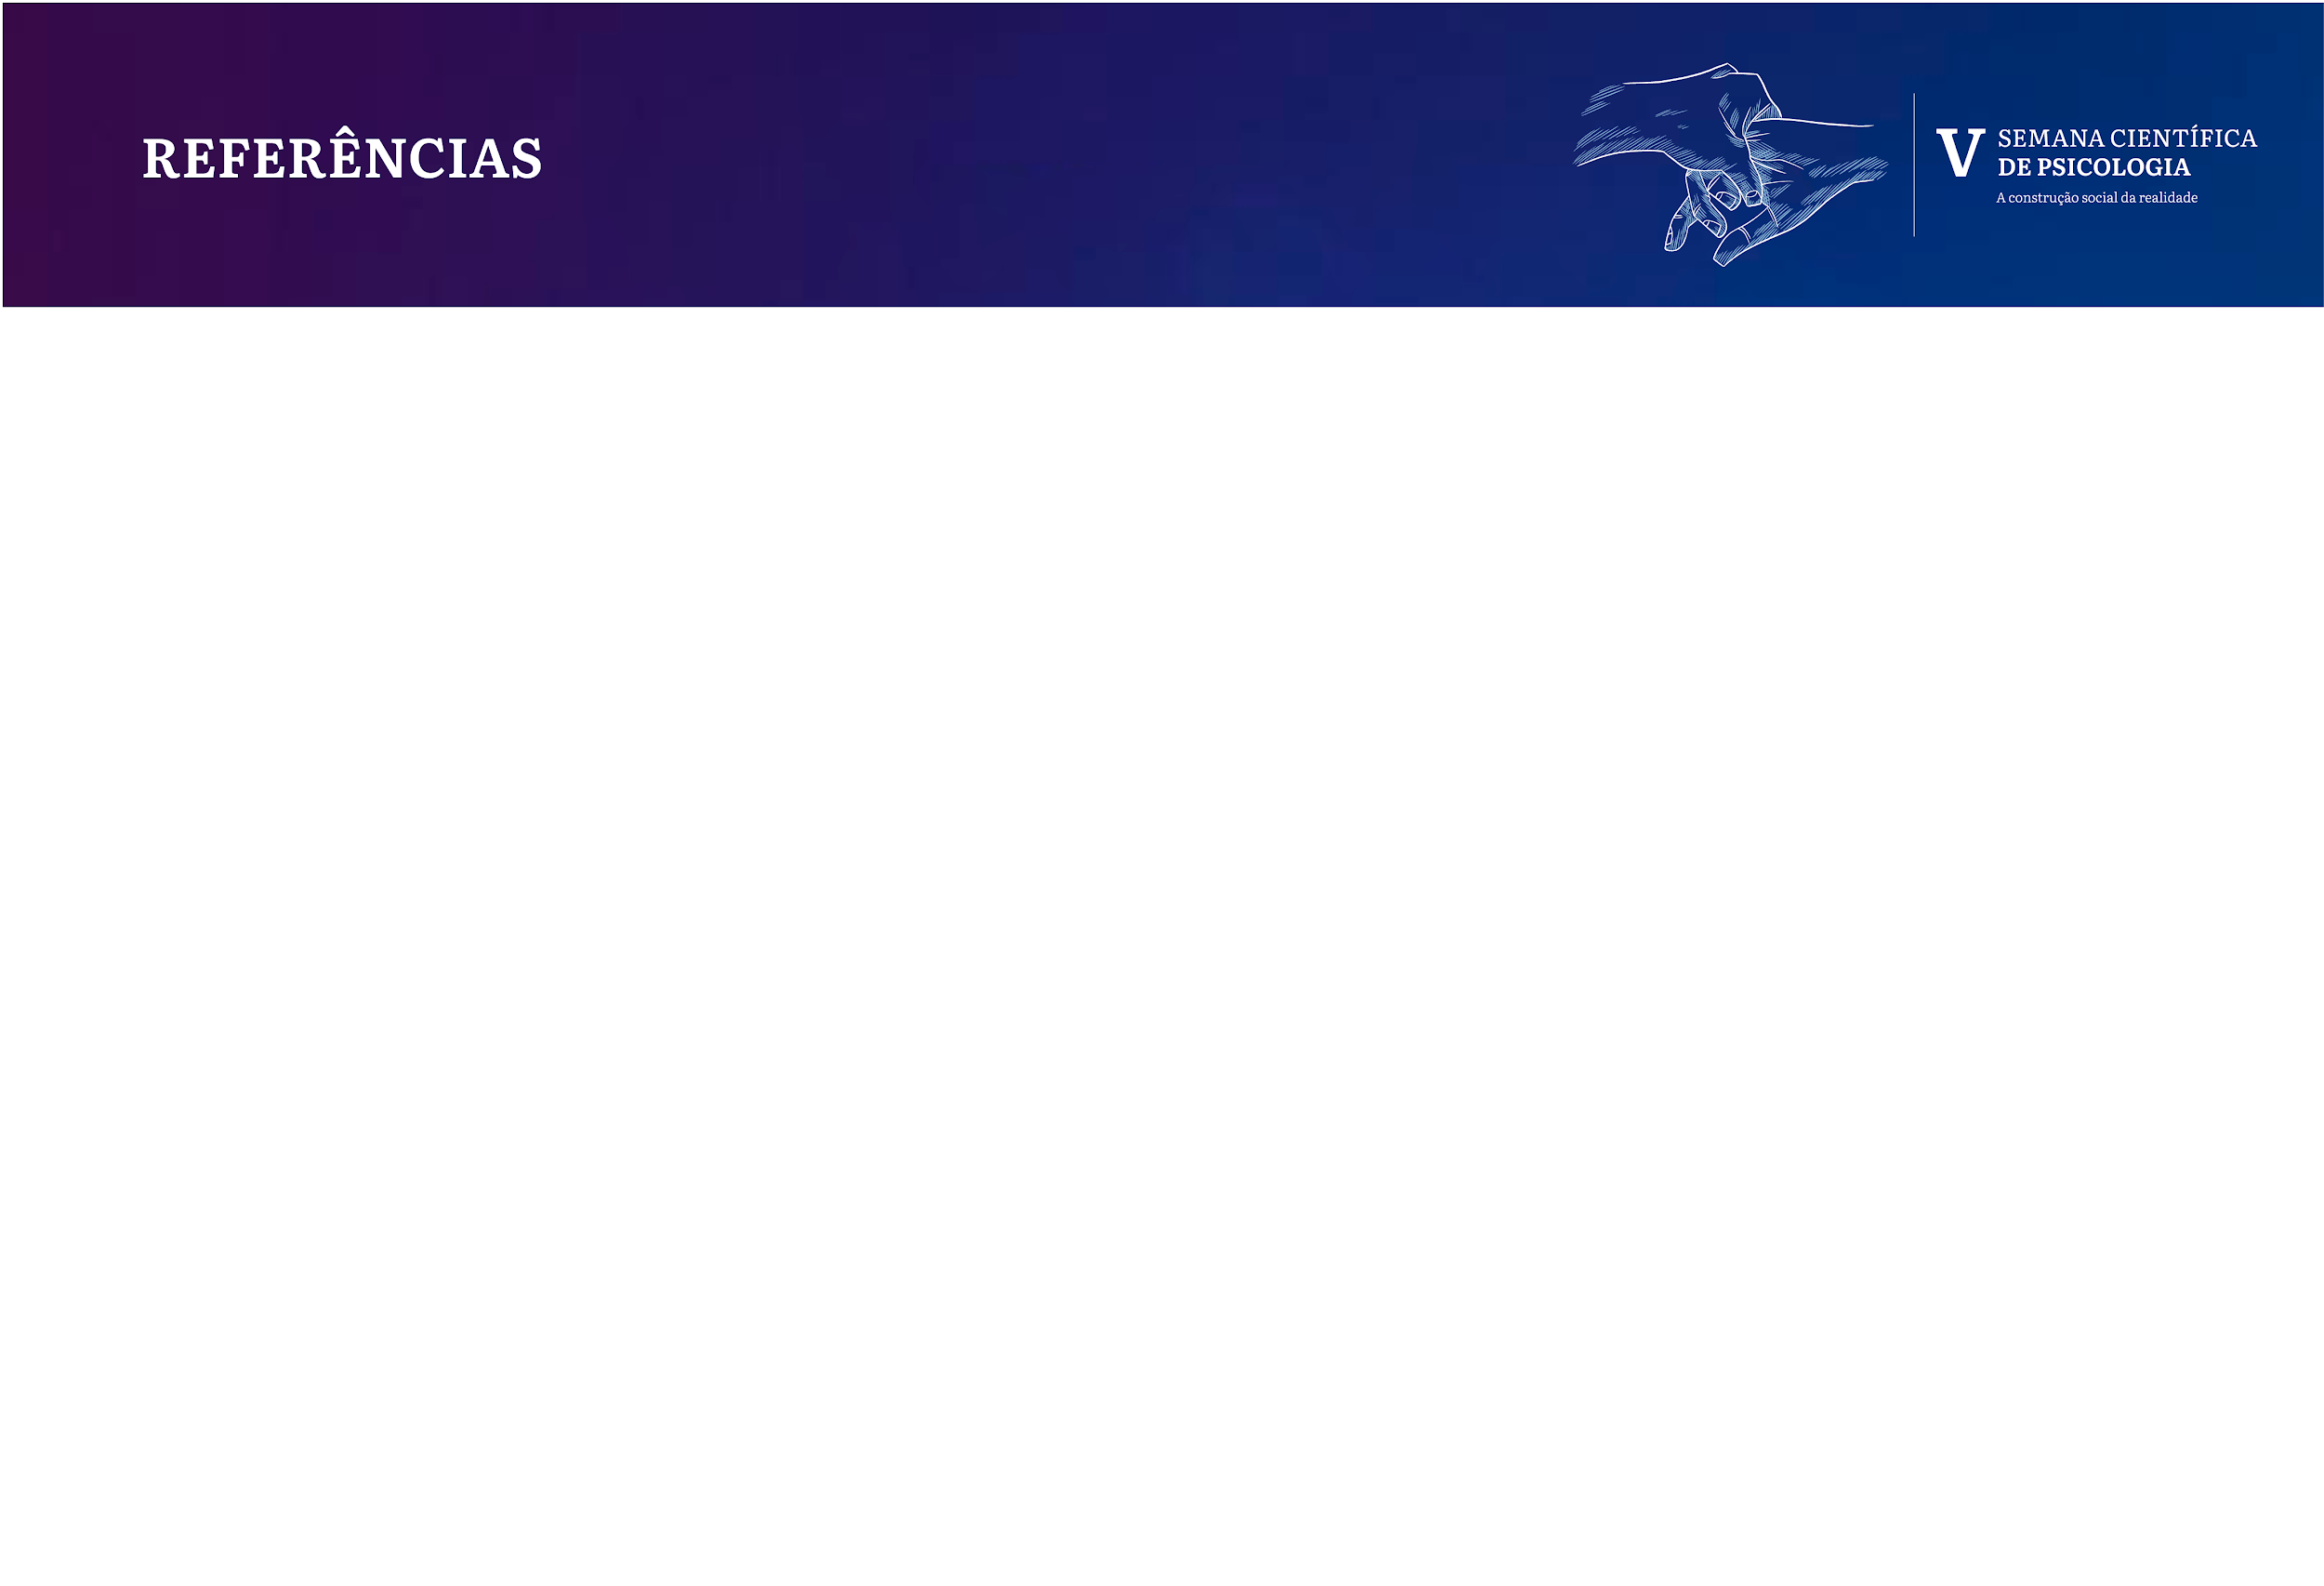 REFERÊNCIAS
V SEMANA CIENTÍFICA
DE PSICOLOGIA
A construção social da realidade